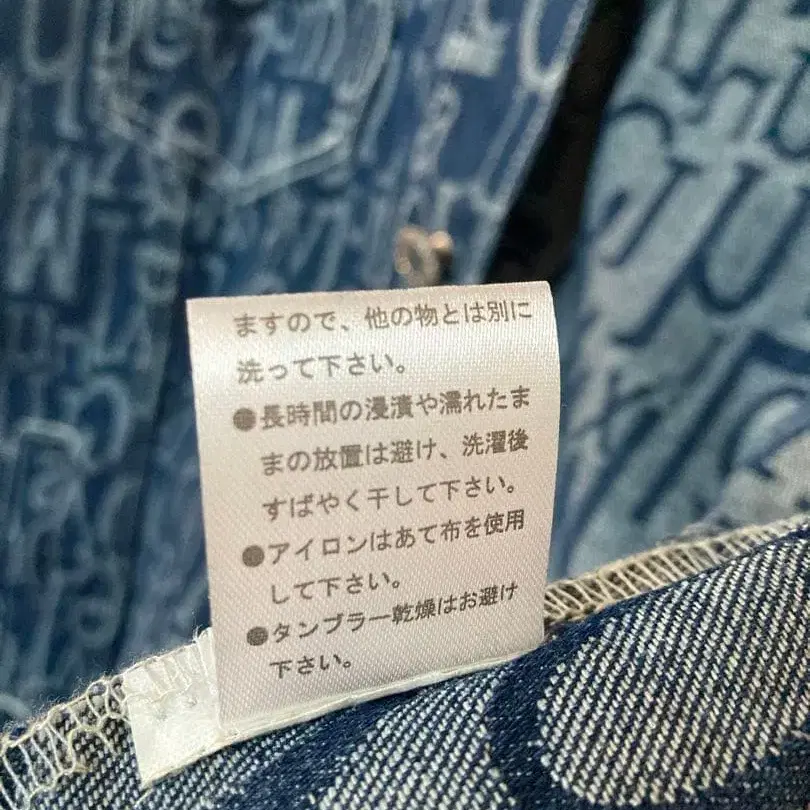 ますので、他の物とは別に
洗って下さい。
●長時間の浸漬や濡れたま
まの放置は避け、洗濯後
すばやく干して下さい。
●アイロンはあて布を使用
して下さい。
●タンブラー乾燥はお避け
下さい。